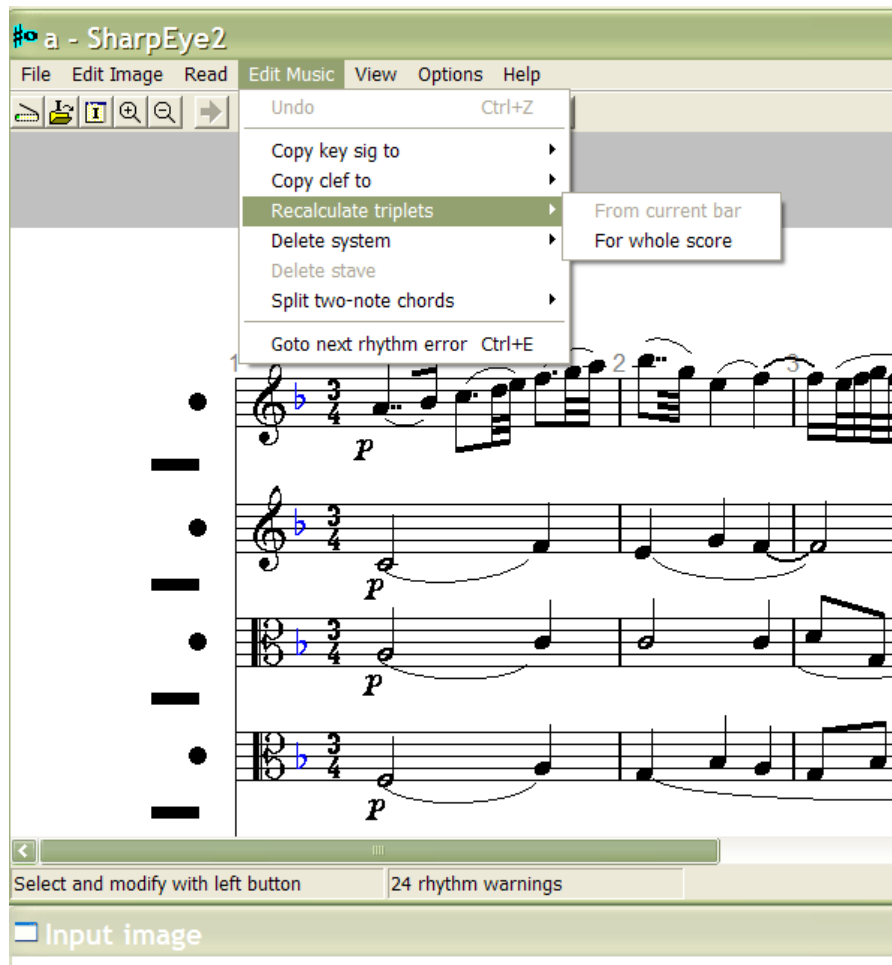 a - SharpEye2
File Edit Image Read Edit Music View Options Help
Undo Ctrl+Z
Copy key sig to
Copy clef to
Recalculate triplets
From current bar
Delete system
For whole score
Delete stave
Split two-note chords
Goto next rhythm error Ctrl+E
1 2 3
3
4
p
3
4
p
3
4
p
3
4
p
Select and modify with left button 24 rhythm warnings
Input image